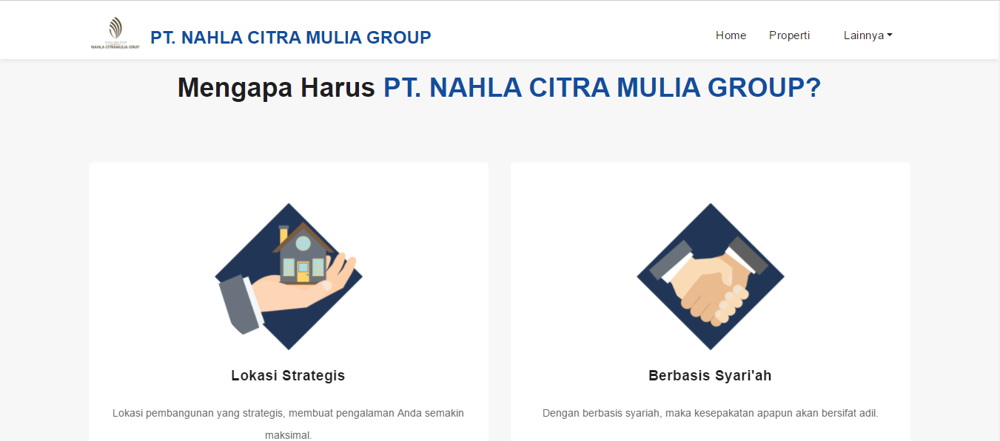 NAHLA CITRAMULIA GRUP
PT. NAHLA CITRA MULIA GROUP
Home
Properti
Lainnya
Mengapa Harus PT. NAHLA CITRA MULIA GROUP?
Lokasi Strategis
Lokasi pembangunan yang strategis, membuat pengalaman Anda semakin
maksimal.
Berbasis Syari'ah
Dengan berbasis syariah, maka kesepakatan apapun akan bersifat adil.